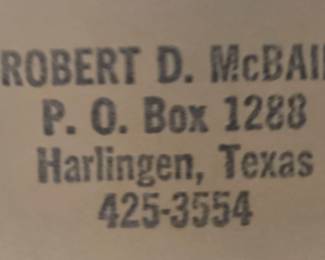 ROBERT D. McBAI
P. O. Box 1288
Harlingen, Texas
425-3554